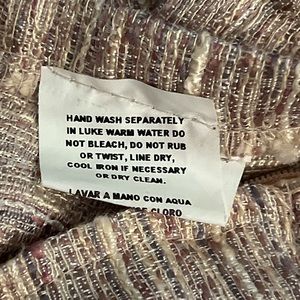 HAND WASH SEPARATELY
IN LUKE WARM WATER DO
NOT BLEACH, DO NOT RUB
OR TWIST, LINE DRY,
COOL IRON IF NECESSARY
OR DRY CLEAN.
LAVAR A MANO CON AQUA
CLORO